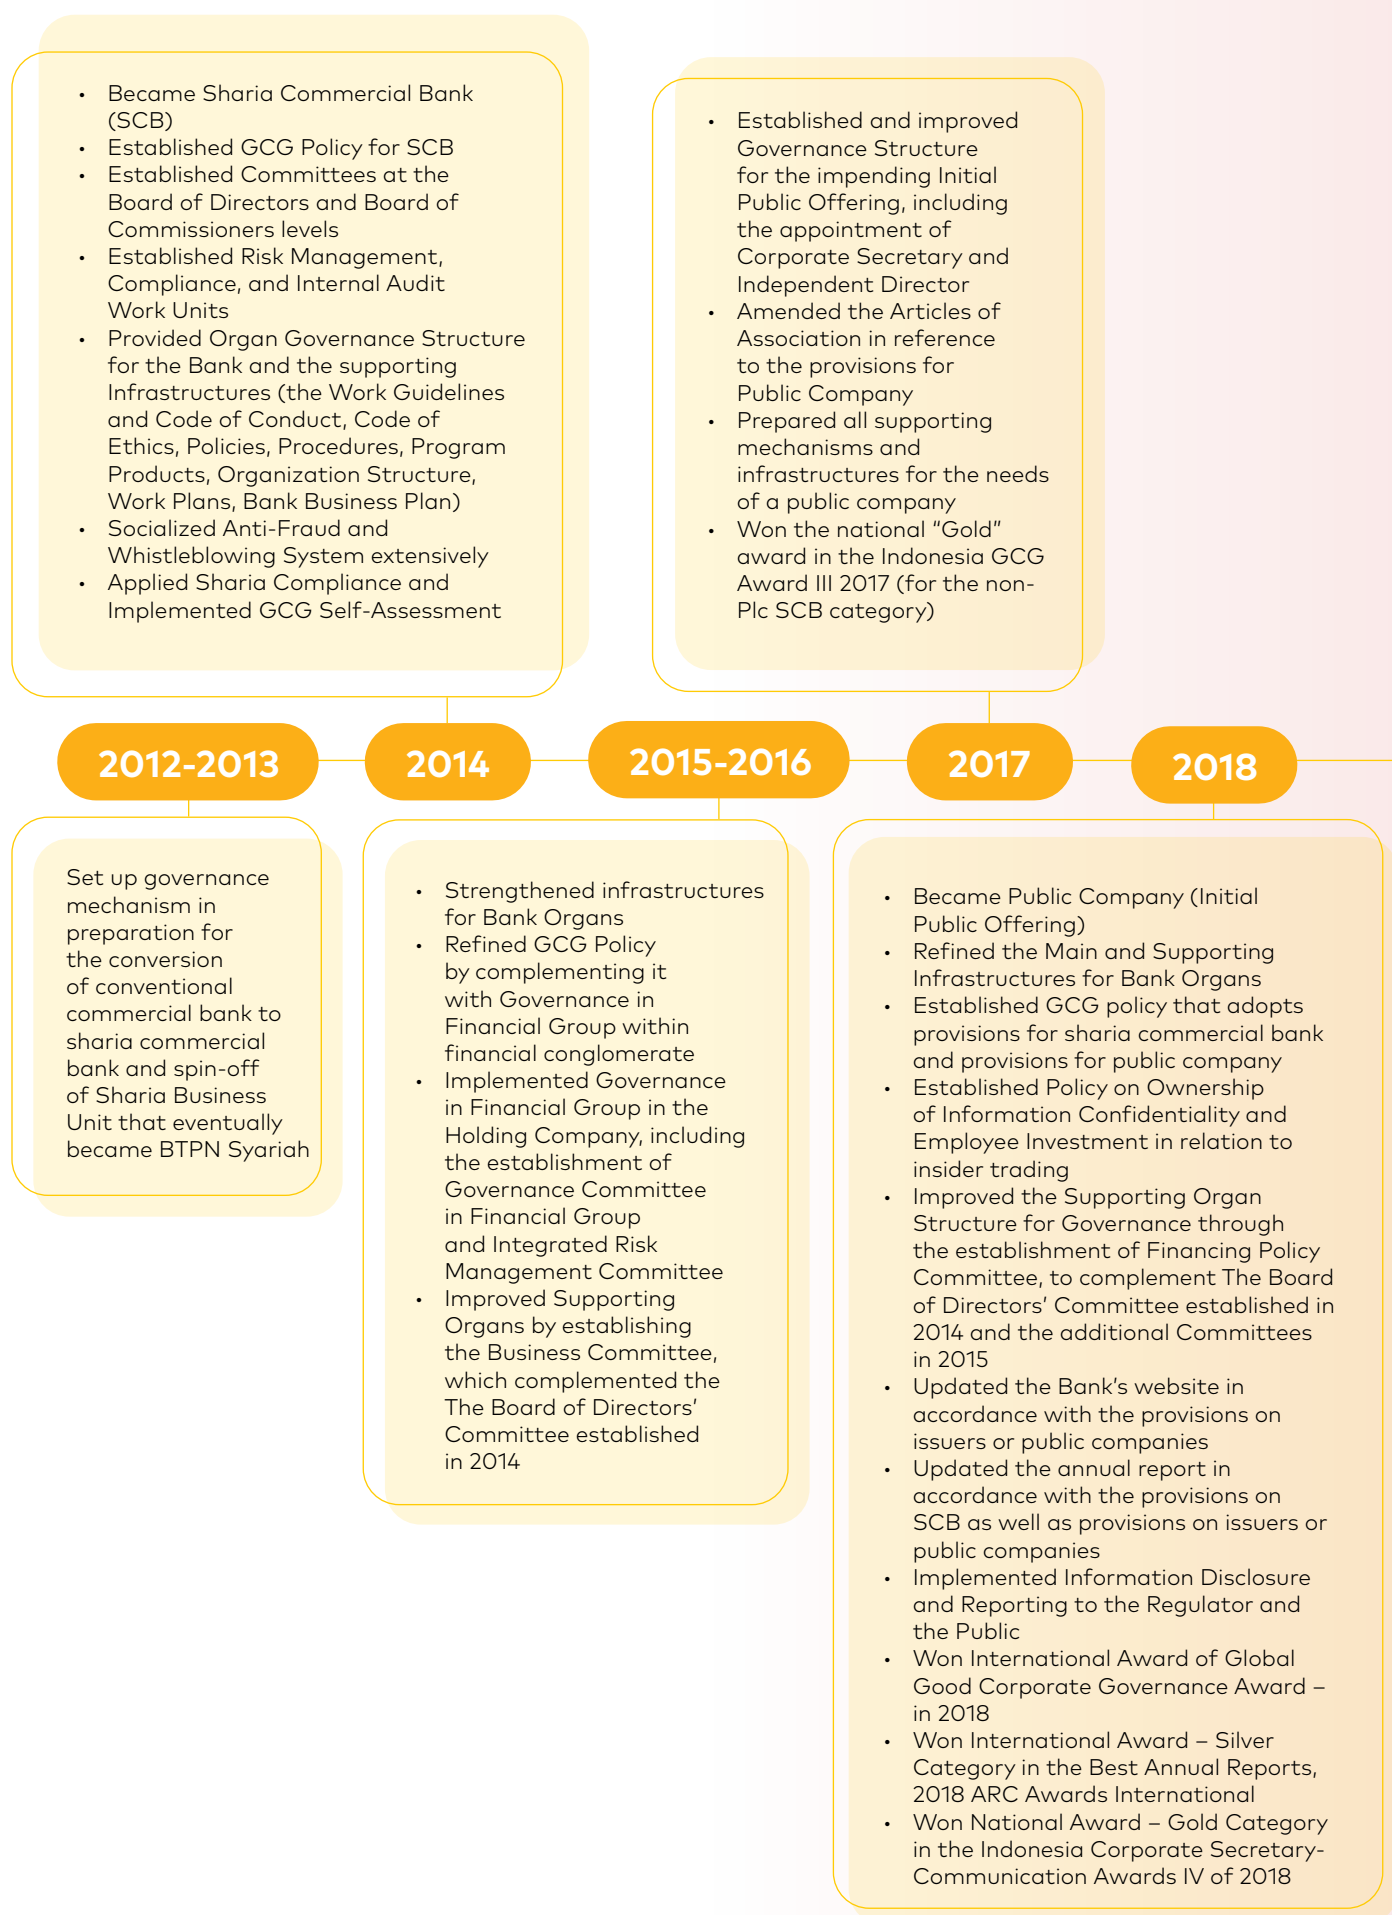 • Became Sharia Commercial Bank
(SCB)
• Established GCG Policy for SCB
• Established Committees at the
Board of Directors and Board of
Commissioners levels
• Established Risk Management,
Compliance, and Internal Audit
Work Units
• Provided Organ Governance Structure
for the Bank and the supporting
Infrastructures (the Work Guidelines
and Code of Conduct, Code of
Ethics, Policies, Procedures, Program
Products, Organization Structure,
Work Plans, Bank Business Plan)
• Socialized Anti-Fraud and
Whistleblowing System extensively
• Applied Sharia Compliance and
Implemented GCG Self-Assessment
• Established and improved
Governance Structure
for the impending Initial
Public Offering, including
the appointment of
Corporate Secretary and
Independent Director
• Amended the Articles of
Association in reference
to the provisions for
Public Company
• Prepared all supporting
mechanisms and
infrastructures for the needs
of a public company
• Won the national “Gold”
award in the Indonesia GCG
Award III 2017 (for the non-
Plc SCB category)
2012-2013
2014
2015-2016
2017
2018
Set up governance
mechanism in
preparation for
the conversion
of conventional
commercial bank to
sharia commercial
bank and spin-off
of Sharia Business
Unit that eventually
became BTPN Syariah
• Strengthened infrastructures
for Bank Organs
• Refined GCG Policy
by complementing it
with Governance in
Financial Group within
financial conglomerate
• Implemented Governance
in Financial Group in the
Holding Company, including
the establishment of
Governance Committee
in Financial Group
and Integrated Risk
Management Committee
• Improved Supporting
Organs by establishing
the Business Committee,
which complemented the
The Board of Directors’
Committee established
in 2014
• Became Public Company (Initial
Public Offering)
• Refined the Main and Supporting
Infrastructures for Bank Organs
• Established GCG policy that adopts
provisions for sharia commercial bank
and provisions for public company
• Established Policy on Ownership
of Information Confidentiality and
Employee Investment in relation to
insider trading
• Improved the Supporting Organ
Structure for Governance through
the establishment of Financing Policy
Committee, to complement The Board
of Directors’ Committee established in
2014 and the additional Committees
in 2015
• Updated the Bank’s website in
accordance with the provisions on
issuers or public companies
• Updated the annual report in
accordance with the provisions on
SCB as well as provisions on issuers or
public companies
• Implemented Information Disclosure
and Reporting to the Regulator and
the Public
• Won International Award of Global
Good Corporate Governance Award –
in 2018
• Won International Award – Silver
Category in the Best Annual Reports,
2018 ARC Awards International
• Won National Award – Gold Category
in the Indonesia Corporate Secretary-
Communication Awards IV of 2018